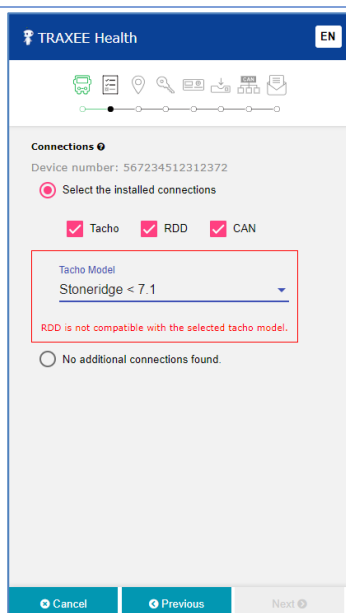 TRAXEE Health
EN
CAN
Connections
Device number: 567234512312372
Select the installed connections
Tacho RDD CAN
Tacho Model
Stoneridge < 7.1
RDD is not compatible with the selected tacho model.
No additional connections found.
Cancel Previous Next